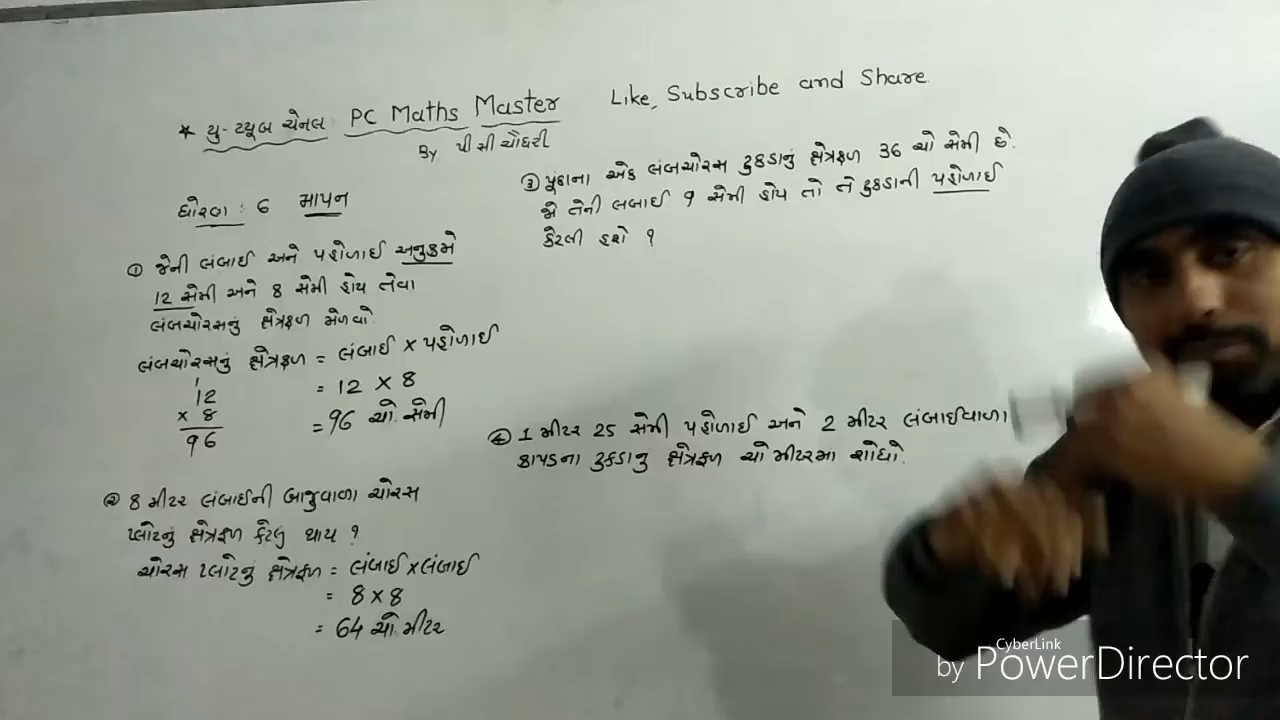 * યુ-ટ્યૂબ ચેનલ PC Maths Master Like, Subscribe and Share
By પી સી ચૌધરી
ધોરણ : 6 માપન
① જેની લંબાઈ અને પહોળાઈ અનુક્રમે
12 સેમી અને 8 સેમી હોય તેવા
લંબચોરસનું ક્ષેત્રફળ મેળવો.
લંબચોરસનું ક્ષેત્રફળ = લંબાઈ × પહોળાઈ
= 12 × 8
= 96 ચો. સેમી
1
12
× 8
96
② 8 મીટર લંબાઈની બાજુવાળા ચોરસ
પ્લોટનું ક્ષેત્રફળ કેટલું થાય ?
ચોરસ પ્લોટનું ક્ષેત્રફળ = લંબાઈ × લંબાઈ
= 8 × 8
= 64 ચો. મીટર
③ પૂંઠાના એક લંબચોરસ ટુકડાનું ક્ષેત્રફળ 36 ચો સેમી છે.
જો તેની લબાઈ 9 સેમી હોય તો તે ટુકડાની પહોળાઈ
કેટલી હશે ?
④ 1 મીટર 25 સેમી પહોળાઈ અને 2 મીટર લંબાઈવાળા
કાપડના ટુકડાનુ ક્ષેત્રફળ ચો મીટરમા શોધો.
by CyberLink PowerDirector